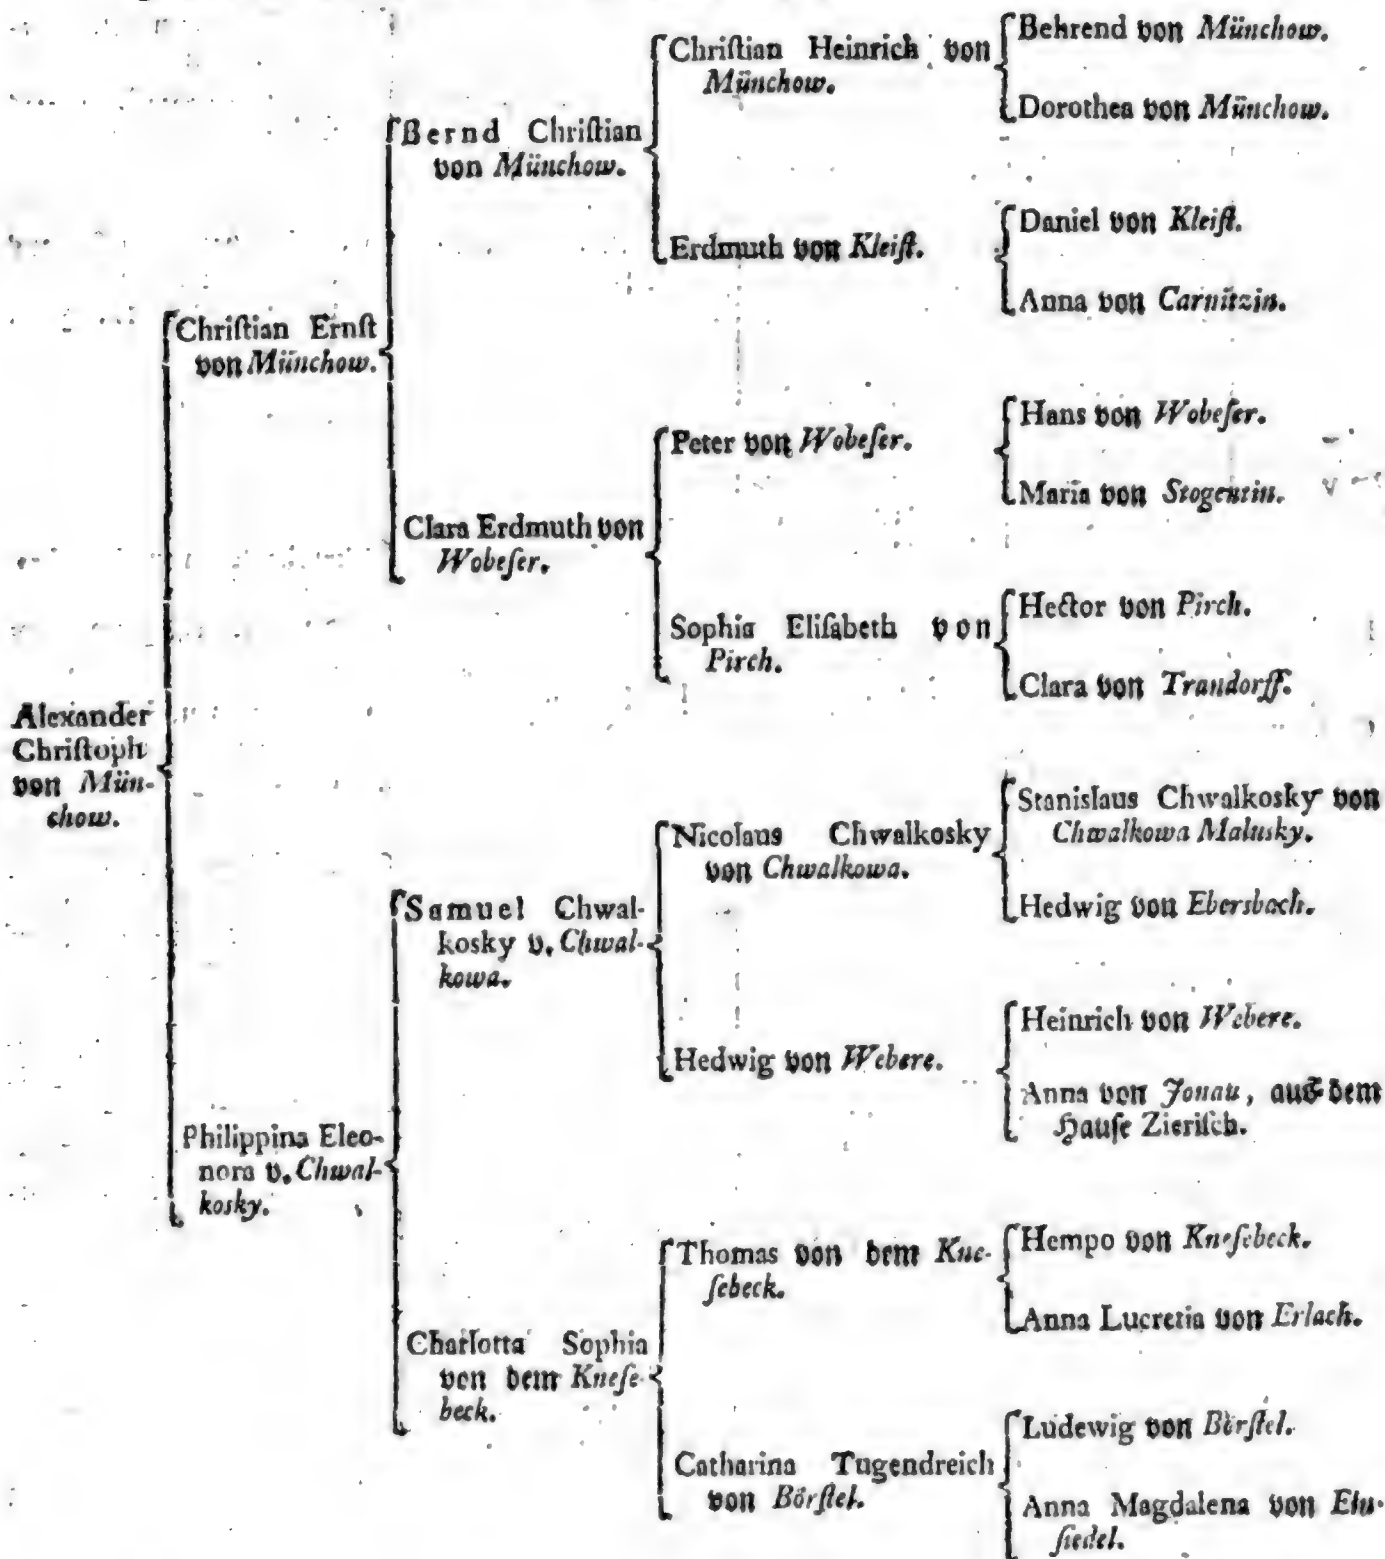 Alexander
Chriſtoph
von Mün-
chow.
Chriſtian Ernſt
von Münchow.
Philippina Eleo-
nora v. Chwal-
kosky.
Bernd Chriſtian
von Münchow.
Clara Erdmuth von
Wobeſer.
Samuel Chwal-
kosky v. Chwal-
kowa.
Charlotta Sophia
von dem Kneſe-
beck.
Chriſtian Heinrich von
Münchow.
Erdmuth von Kleiſt.
Peter von Wobeſer.
Sophia Eliſabeth von
Pirch.
Nicolaus Chwalkosky
von Chwalkowa.
Hedwig von Webere.
Thomas von dem Kne-
ſebeck.
Catharina Tugendreich
von Börſtel.
Behrend von Münchow.
Dorothea von Münchow.
Daniel von Kleiſt.
Anna von Carnitzin.
Hans von Wobeſer.
Maria von Stogentin.
Hector von Pirch.
Clara von Trandorff.
Stanislaus Chwalkosky von
Chwalkowa Malusky.
Hedwig von Ebersbach.
Heinrich von Webere.
Anna von Jonau, aus dem
Hauſe Zieriſch.
Hempo von Kneſebeck.
Anna Lucretia von Erlach.
Ludewig von Börſtel.
Anna Magdalena von Ein-
ſiedel.